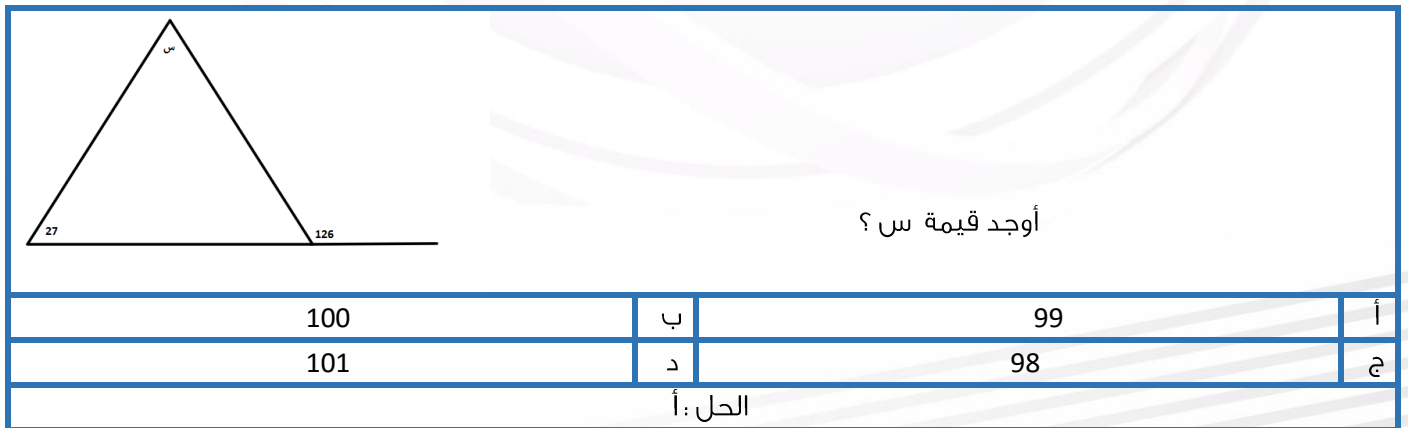 س
27
126
أوجد قيمة س ؟
أ 99 ب 100
ج 98 د 101
الحل : أ